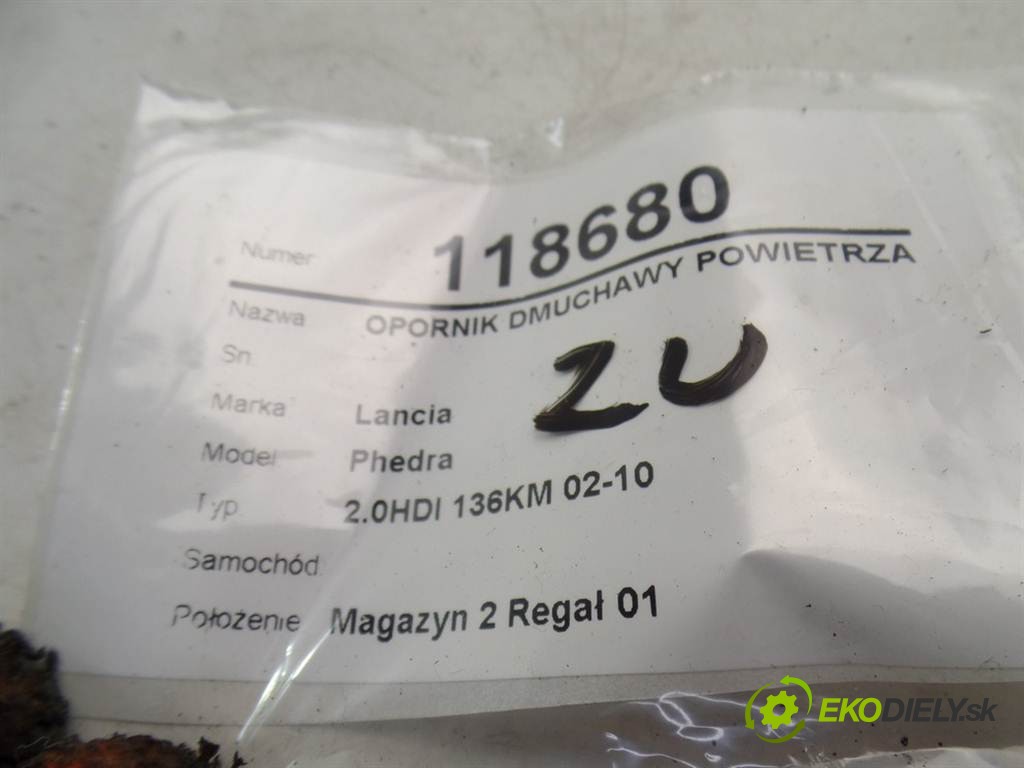 Numer 118680
Nazwa OPORNIK DMUCHAWY POWIETRZA
Sn.
ZU
Marka Lancia
Model Phedra
Typ 2.0HDI 136KM 02-10
Samochód
Położenie Magazyn 2 Regał 01
EKODIELY.sk